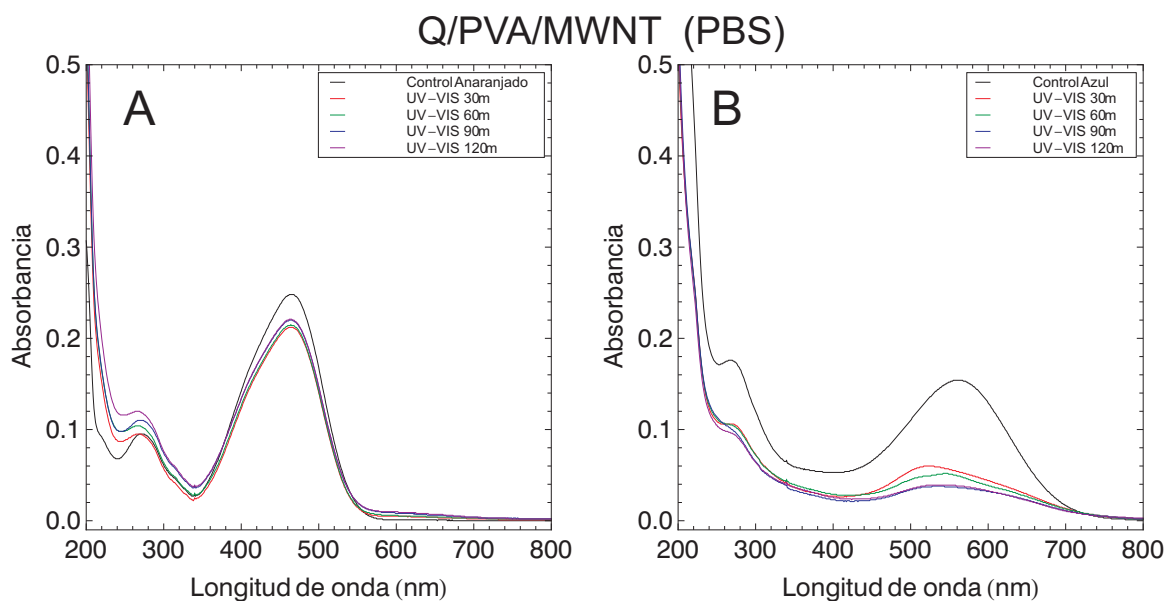 Q/PVA/MWNT (PBS)
A
Control Anaranjado
UV-VIS 30m
UV-VIS 60m
UV-VIS 90m
UV-VIS 120m
0.5
0.4
0.3
0.2
0.1
0.0
Absorbancia
200 300 400 500 600 700 800
Longitud de onda (nm)
B
Control Azul
UV-VIS 30m
UV-VIS 60m
UV-VIS 90m
UV-VIS 120m
0.5
0.4
0.3
0.2
0.1
0.0
Absorbancia
200 300 400 500 600 700 800
Longitud de onda (nm)